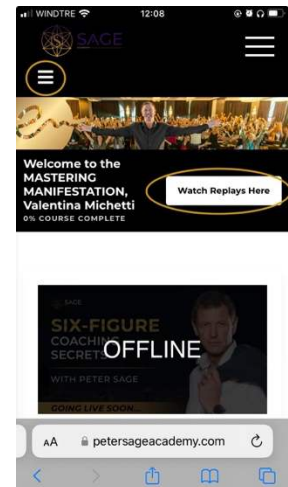 WINDTRE 12:08
SAGE
Welcome to the
MASTERING
MANIFESTATION,
Valentina Michetti
0% COURSE COMPLETE
Watch Replays Here
SAGE
SIX-FIGURE
COACHING
SECRETS
OFFLINE
WITH PETER SAGE
GOING LIVE SOON...
AA petersageacademy.com